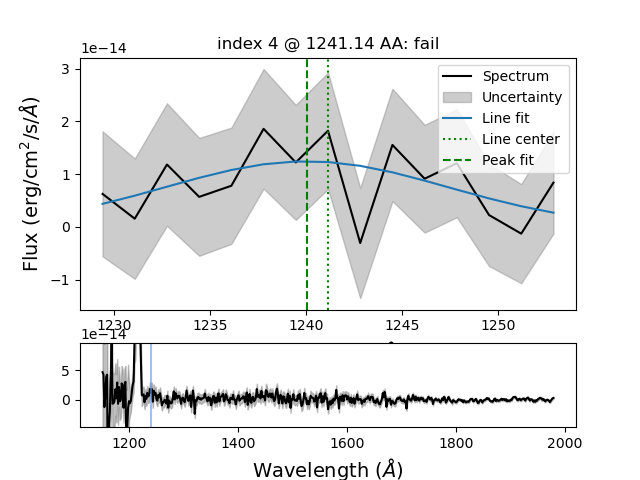 index 4 @ 1241.14 AA: fail
1e−14
3
2
1
0
−1
Flux (erg/cm²/s/Å)
Spectrum
Uncertainty
Line fit
Line center
Peak fit
1230 1235 1240 1245 1250
1e−14
5
0
1200 1400 1600 1800 2000
Wavelength (Å)